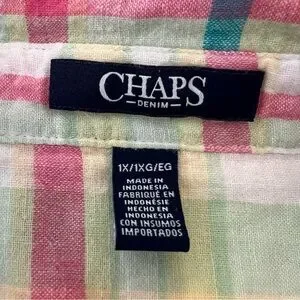 CHAPS
DENIM
1X/1XG/EG
MADE IN
INDONESIA
FABRIQUÉ EN
INDONÉSIE
HECHO EN
INDONESIA
CON INSUMOS
IMPORTADOS